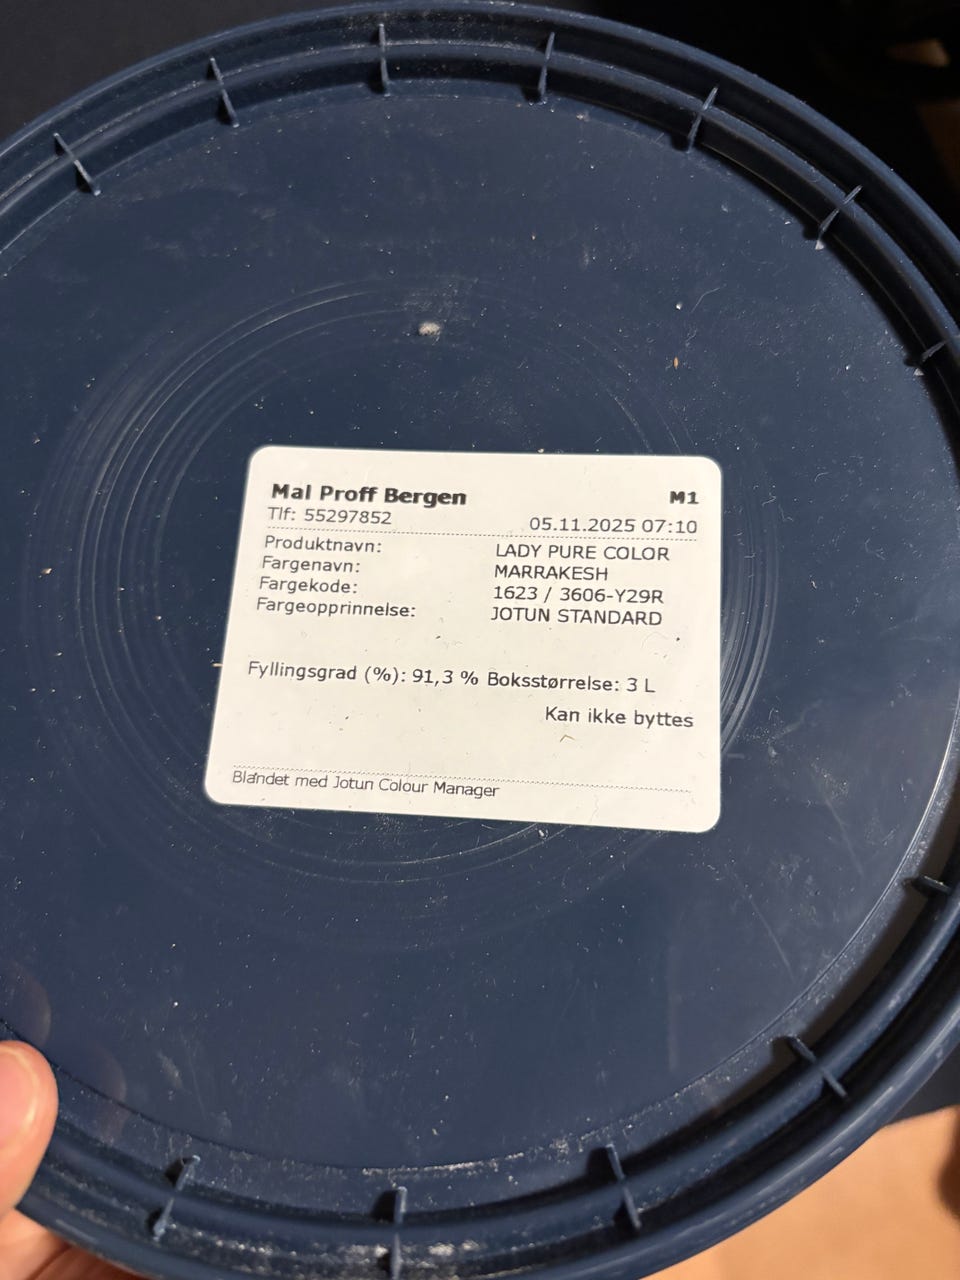 Mal Proff Bergen M1
Tlf: 55297852 05.11.2025 07:10
Produktnavn: LADY PURE COLOR
Fargenavn: MARRAKESH
Fargekode: 1623 / 3606-Y29R
Fargeopprinnelse: JOTUN STANDARD
Fyllingsgrad (%): 91,3 % Boksstørrelse: 3 L
Kan ikke byttes
Blandet med Jotun Colour Manager